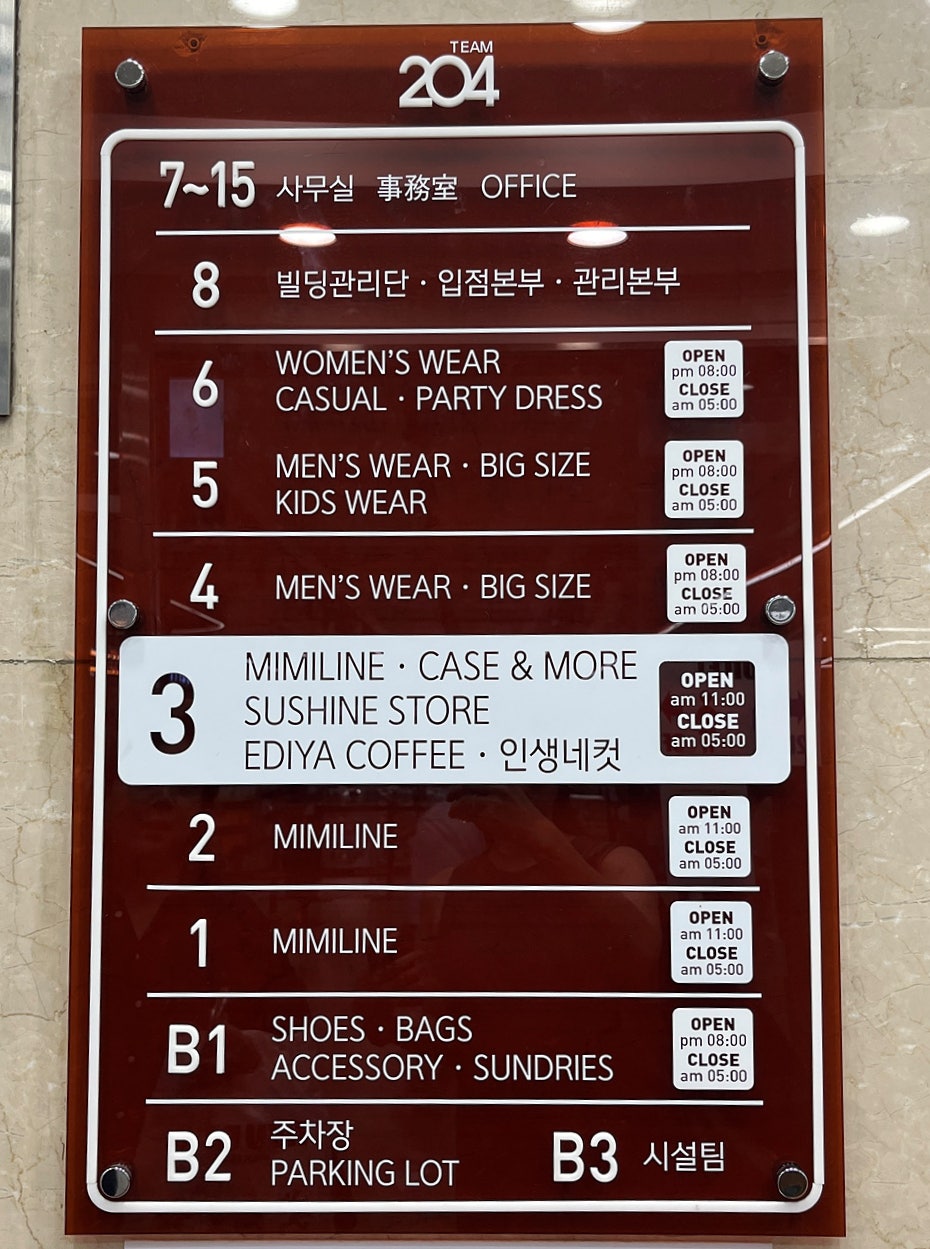 TEAM
204
7~15 사무실 事務室 OFFICE
8 빌딩관리단 · 입점본부 · 관리본부
6
WOMEN'S WEAR
CASUAL · PARTY DRESS
OPEN
pm 08:00
CLOSE
am 05:00
5
MEN'S WEAR · BIG SIZE
KIDS WEAR
OPEN
pm 08:00
CLOSE
am 05:00
4
MEN'S WEAR · BIG SIZE
OPEN
pm 08:00
CLOSE
am 05:00
3
MIMILINE · CASE & MORE
SUSHINE STORE
EDIYA COFFEE · 인생네컷
OPEN
am 11:00
CLOSE
am 05:00
2
MIMILINE
OPEN
am 11:00
CLOSE
am 05:00
1
MIMILINE
OPEN
am 11:00
CLOSE
am 05:00
B1
SHOES · BAGS
ACCESSORY · SUNDRIES
OPEN
pm 08:00
CLOSE
am 05:00
B2
주차장
PARKING LOT
B3 시설팀